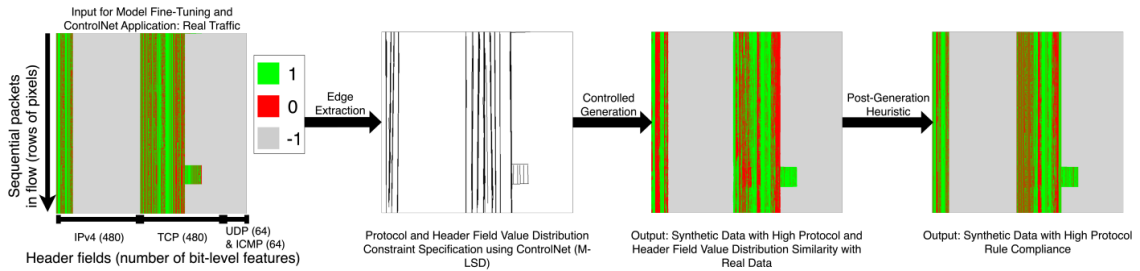 Input for Model Fine-Tuning and
ControlNet Application: Real Traffic
Sequential packets
in flow (rows of pixels)
IPv4 (480)
TCP (480)
UDP (64)
& ICMP (64)
Header fields (number of bit-level features)
1
0
-1
Edge
Extraction
Protocol and Header Field Value Distribution
Constraint Specification using ControlNet (M-
LSD)
Controlled
Generation
Output: Synthetic Data with High Protocol and
Header Field Value Distribution Similarity with
Real Data
Post-Generation
Heuristic
Output: Synthetic Data with High Protocol
Rule Compliance